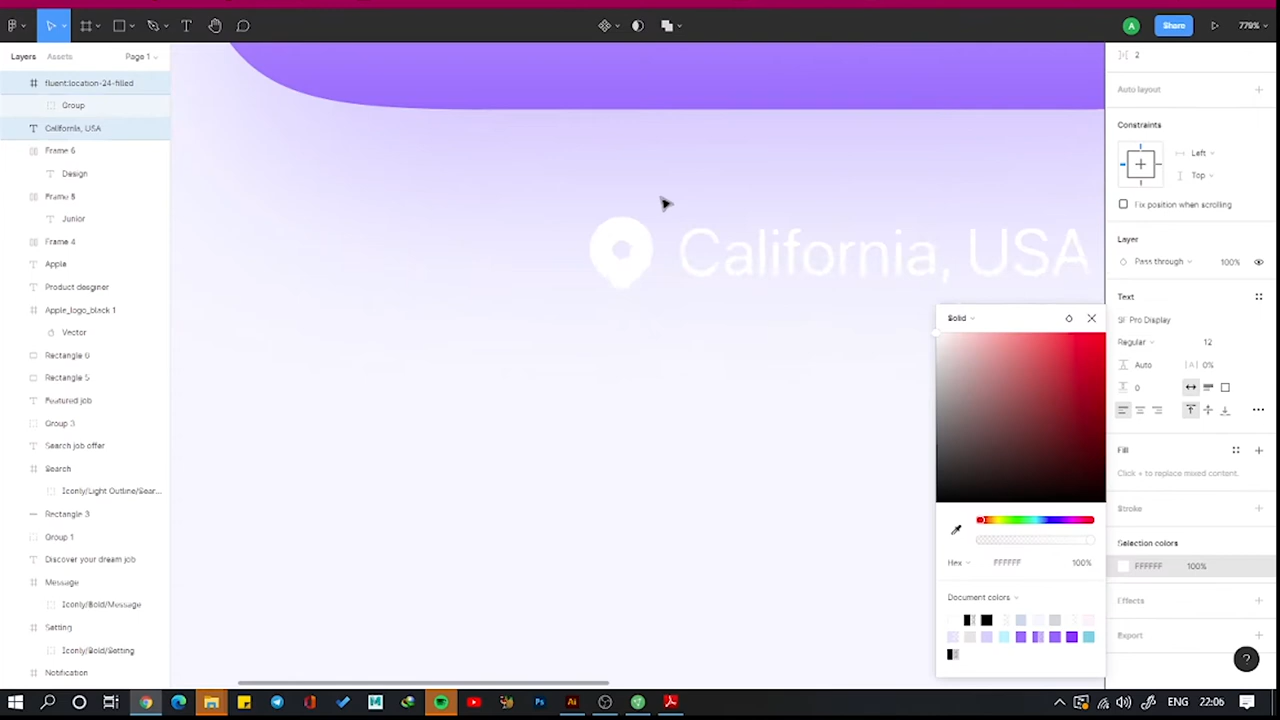 A
Share
779%
Layers
Assets
Page 1
fluent:location-24-filled
Group
California, USA
Frame 6
Design
Frame 5
Junior
Frame 4
Apple
Product designer
Apple_logo_black 1
Vector
Rectangle 6
Rectangle 5
Featured job
Group 3
Search job offer
Search
Iconly/Light Outline/Sear...
Rectangle 3
Group 1
Discover your dream job
Message
Iconly/Bold/Message
Setting
Iconly/Bold/Setting
Notification
California, USA
Solid
Hex
FFFFFF
100%
Document colors
2
Auto layout
Constraints
Left
Top
Fix position when scrolling
Layer
Pass through
100%
Text
SF Pro Display
Regular
12
Auto
0%
0
Fill
Click + to replace mixed content.
Stroke
Selection colors
FFFFFF
100%
Effects
Export
?
ENG
22:06